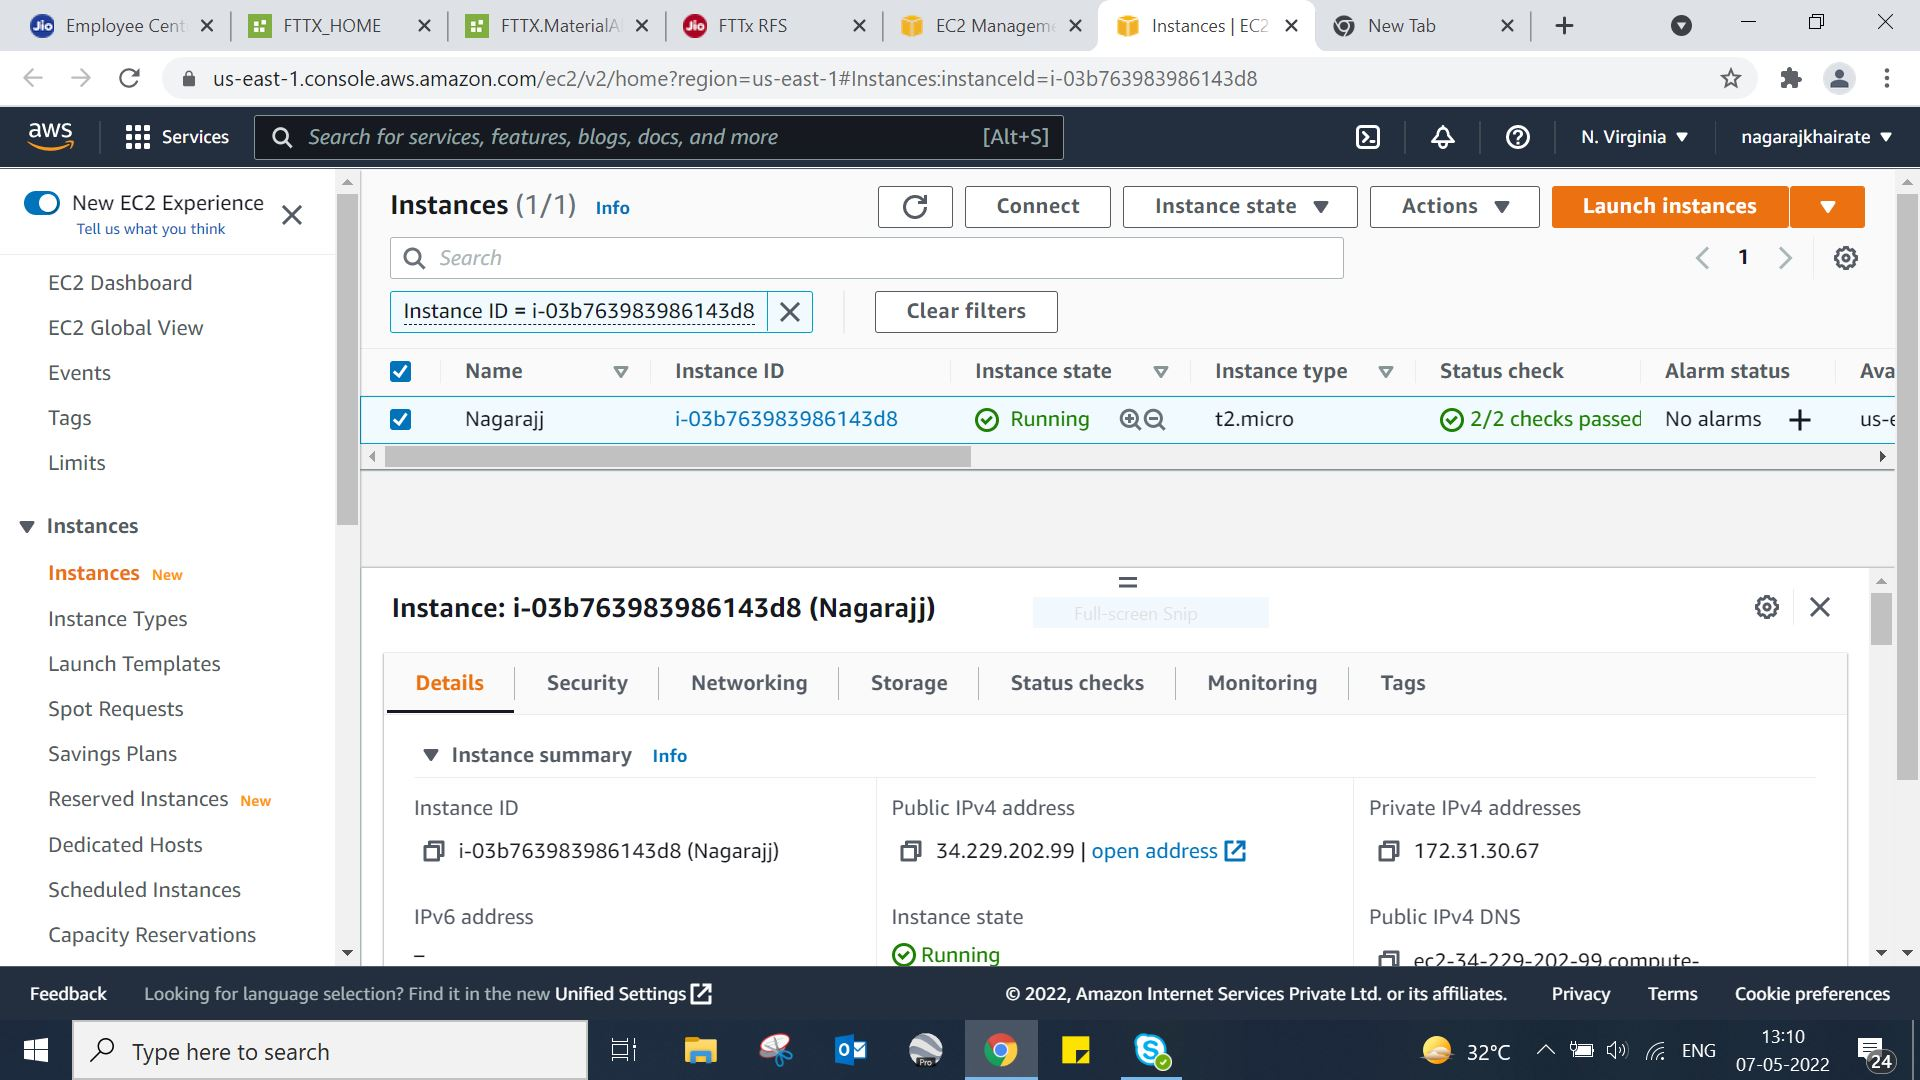 Jio Employee Cent
FTTX_HOME
FTTX.MaterialA
Jio FTTx RFS
EC2 Managem
Instances | EC2
New Tab
us-east-1.console.aws.amazon.com/ec2/v2/home?region=us-east-1#Instances:instanceId=i-03b763983986143d8
aws
Services
Search for services, features, blogs, docs, and more [Alt+S]
N. Virginia
nagarajkhairate
New EC2 Experience
Tell us what you think
EC2 Dashboard
EC2 Global View
Events
Tags
Limits
Instances
Instances New
Instance Types
Launch Templates
Spot Requests
Savings Plans
Reserved Instances New
Dedicated Hosts
Scheduled Instances
Capacity Reservations
Instances (1/1) Info
Connect
Instance state
Actions
Launch instances
Search
1
Instance ID = i-03b763983986143d8
Clear filters
Name Instance ID Instance state Instance type Status check Alarm status Ava
Nagarajj i-03b763983986143d8 Running t2.micro 2/2 checks passed No alarms + us-e
Instance: i-03b763983986143d8 (Nagarajj)
Full-screen Snip
Details Security Networking Storage Status checks Monitoring Tags
Instance summary Info
Instance ID
i-03b763983986143d8 (Nagarajj)
Public IPv4 address
34.229.202.99 | open address
Private IPv4 addresses
172.31.30.67
IPv6 address
–
Instance state
Running
Public IPv4 DNS
ec2-34-229-202-99.compute-
Feedback
Looking for language selection? Find it in the new Unified Settings
© 2022, Amazon Internet Services Private Ltd. or its affiliates.
Privacy
Terms
Cookie preferences
Type here to search
Pro
32°C
ENG
13:10
07-05-2022
24